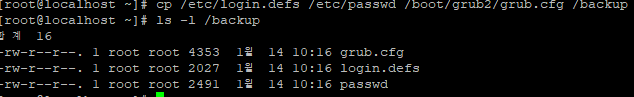 [root@localhost ~]# cp /etc/login.defs /etc/passwd /boot/grub2/grub.cfg /backup
[root@localhost ~]# ls -l /backup
합계 16
-rw-r--r--. 1 root root 4353  1월  14 10:16 grub.cfg
-rw-r--r--. 1 root root 2027  1월  14 10:16 login.defs
-rw-r--r--. 1 root root 2491  1월  14 10:16 passwd